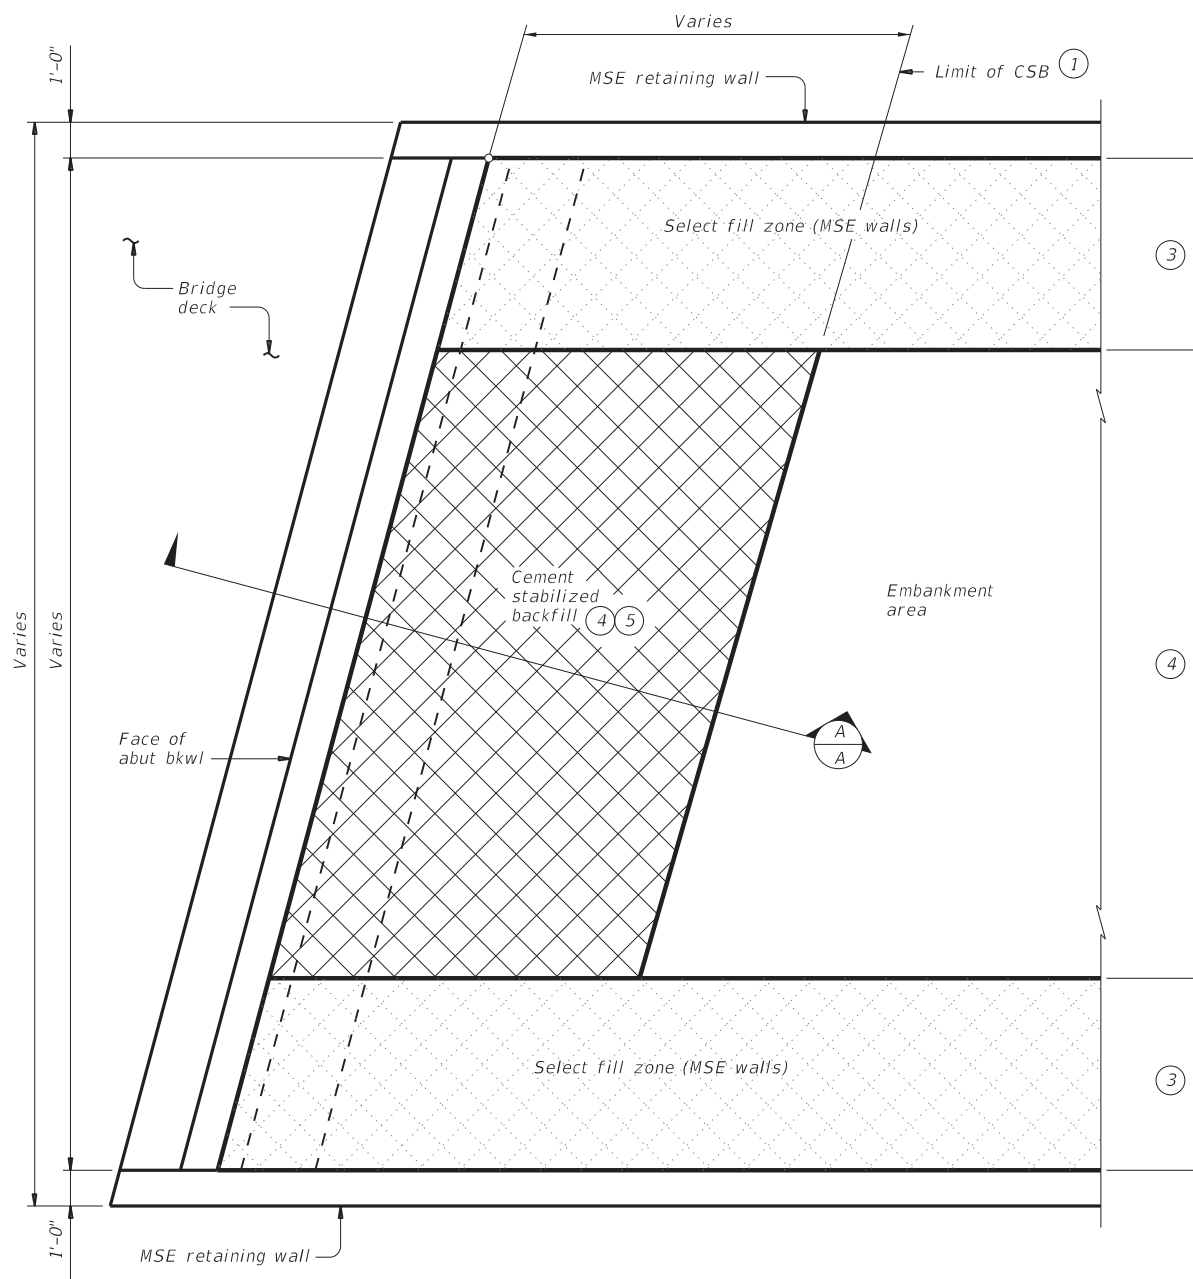 Varies
1'-0"
Limit of CSB 1
MSE retaining wall
Select fill zone (MSE walls)
3
Bridge
deck
Cement
stabilized
backfill 4 5
Embankment
area
Varies
Varies
4
A
A
Face of
abut bkwl
Select fill zone (MSE walls)
3
1'-0"
MSE retaining wall